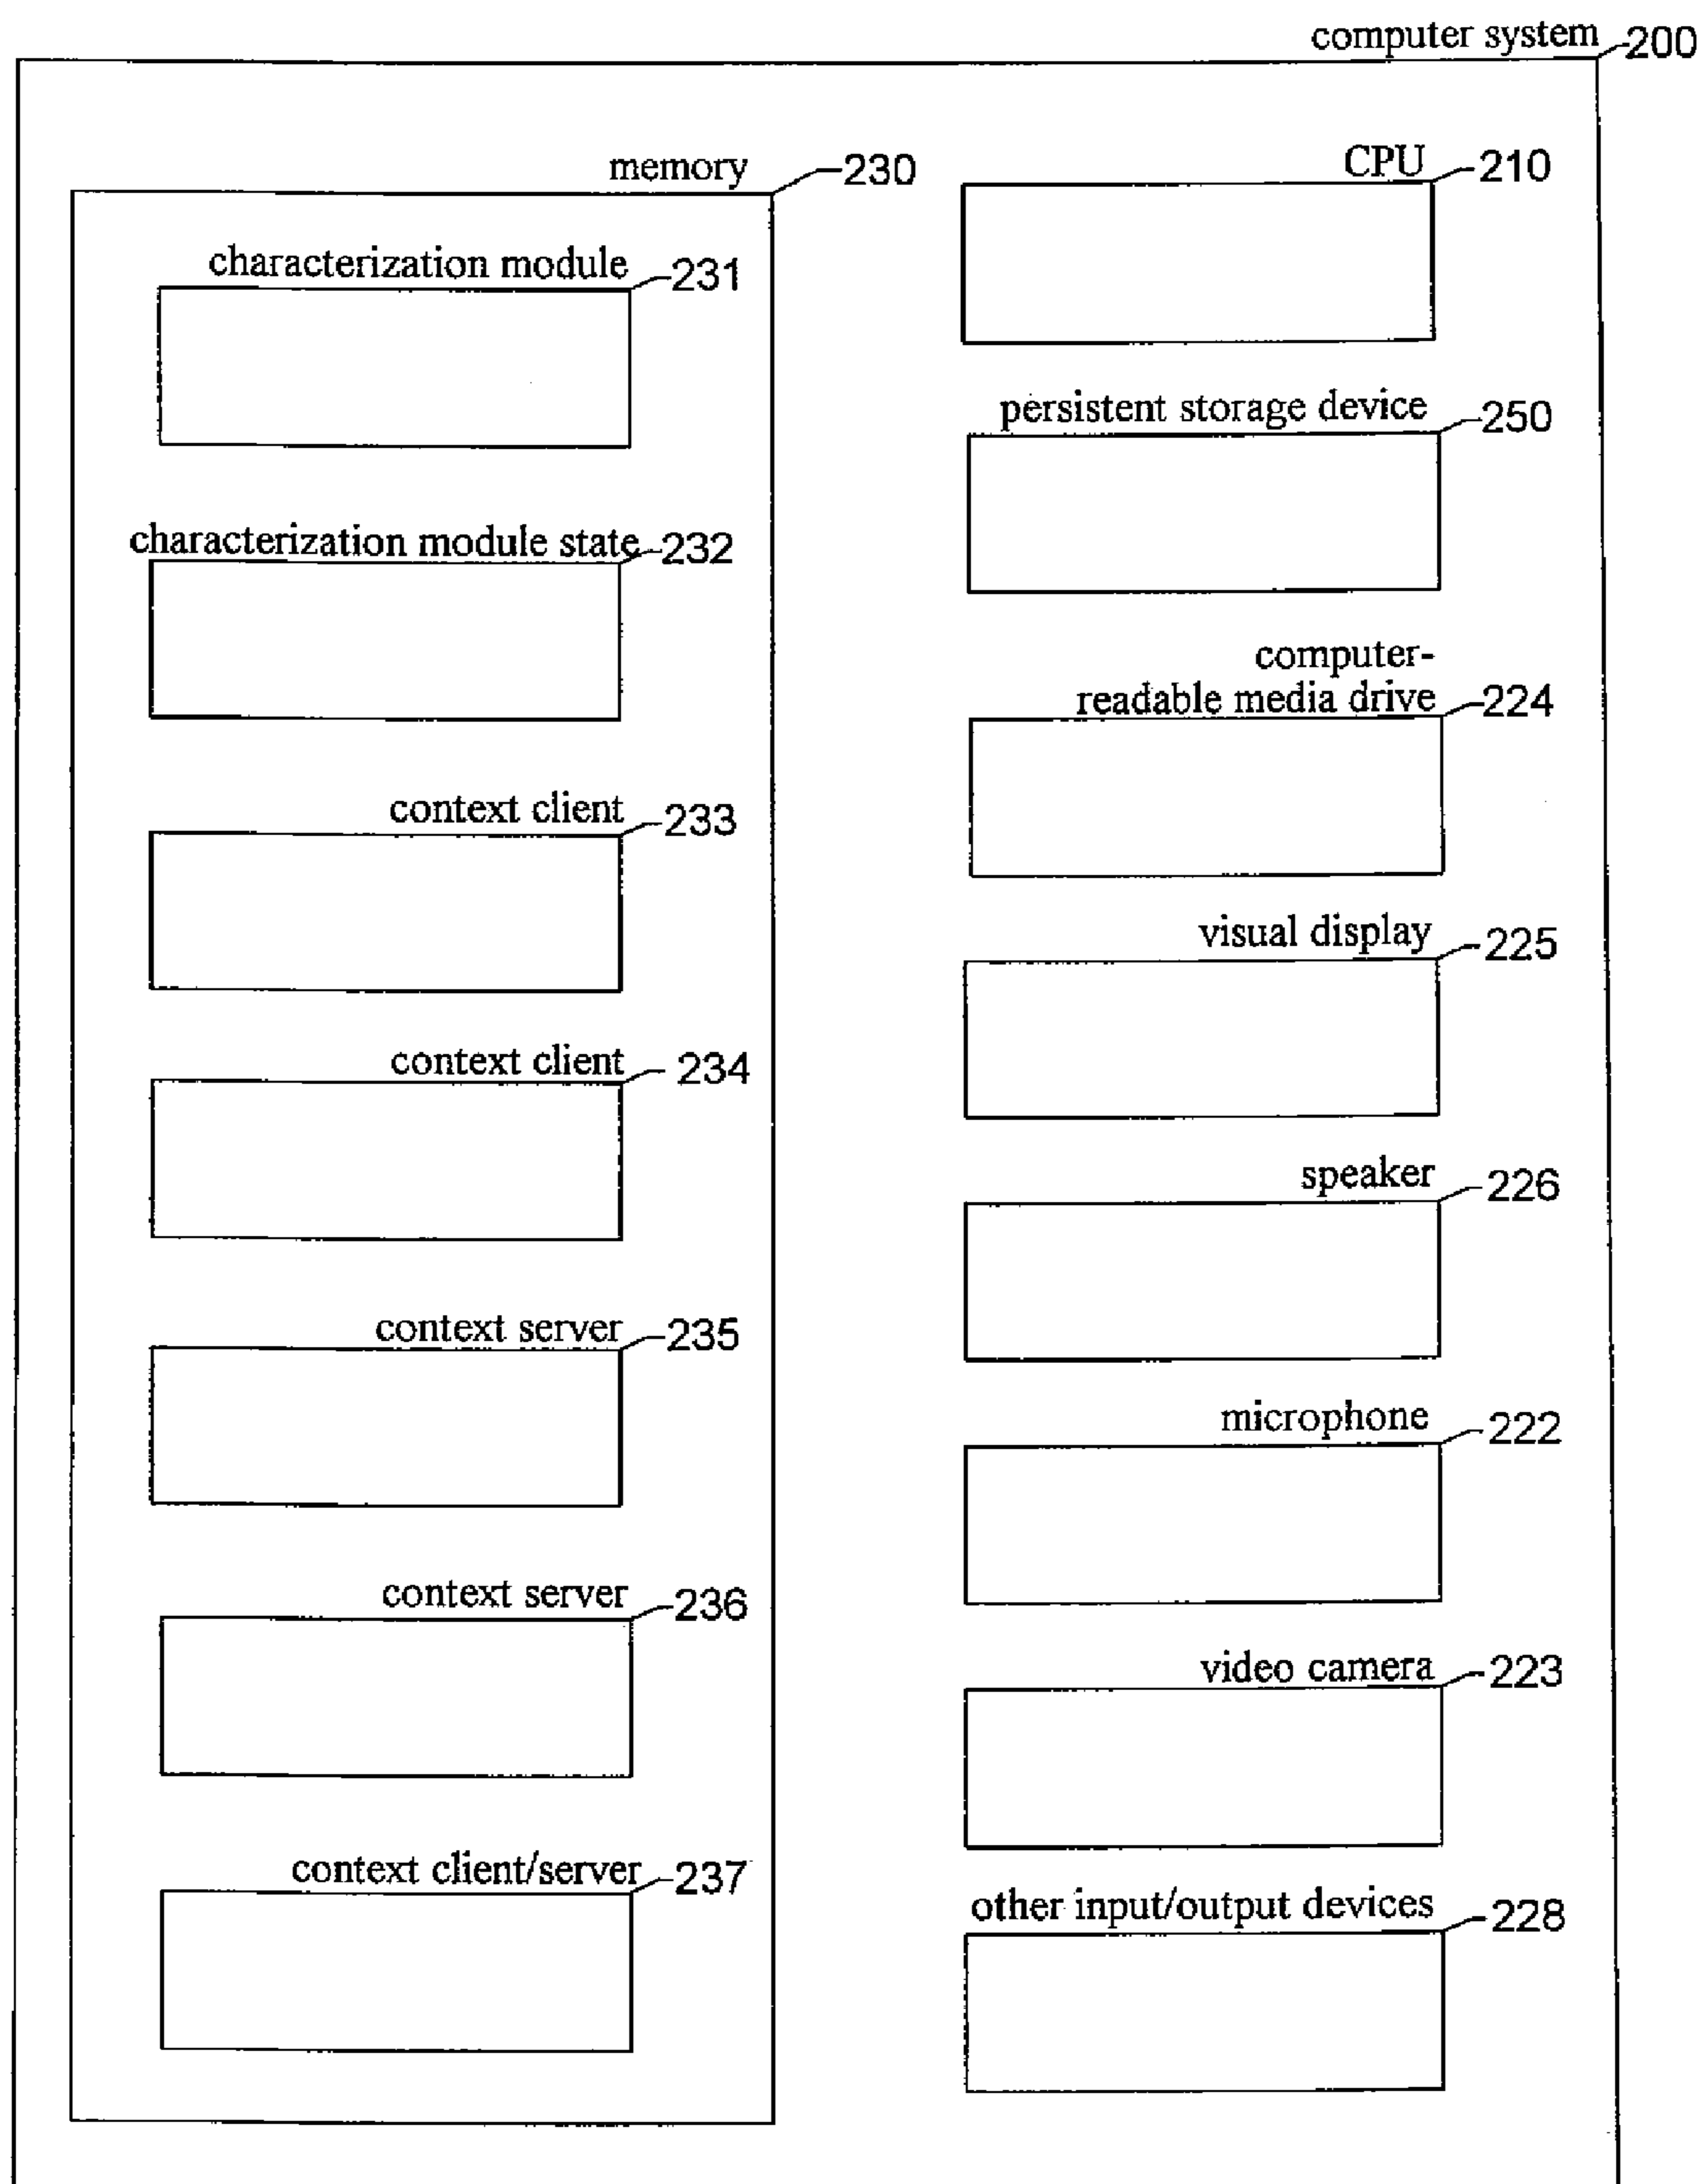 computer system 200
memory 230
characterization module 231
characterization module state 232
context client 233
context client 234
context server 235
context server 236
context client/server 237
CPU 210
persistent storage device 250
computer-
readable media drive 224
visual display 225
speaker 226
microphone 222
video camera 223
other input/output devices 228